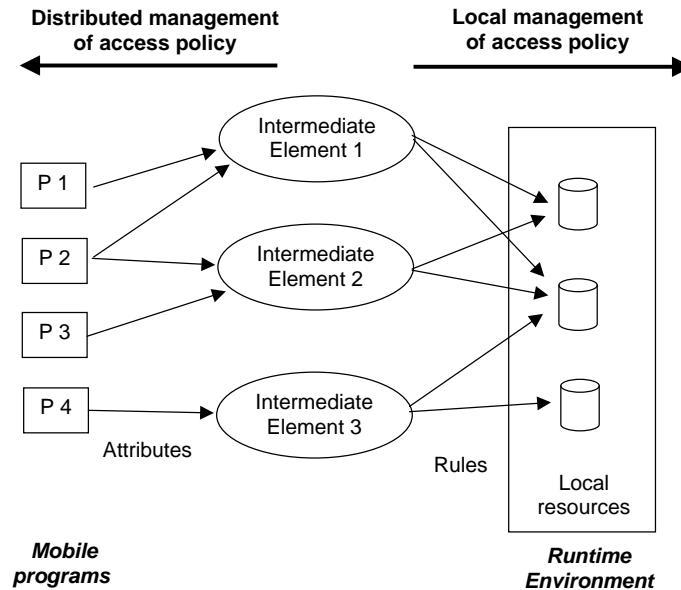 Distributed management
of access policy
Local management
of access policy
Intermediate
Element 1
P 1
P 2
Intermediate
Element 2
P 3
P 4
Intermediate
Element 3
Attributes
Rules
Local
resources
Mobile
programs
Runtime
Environment